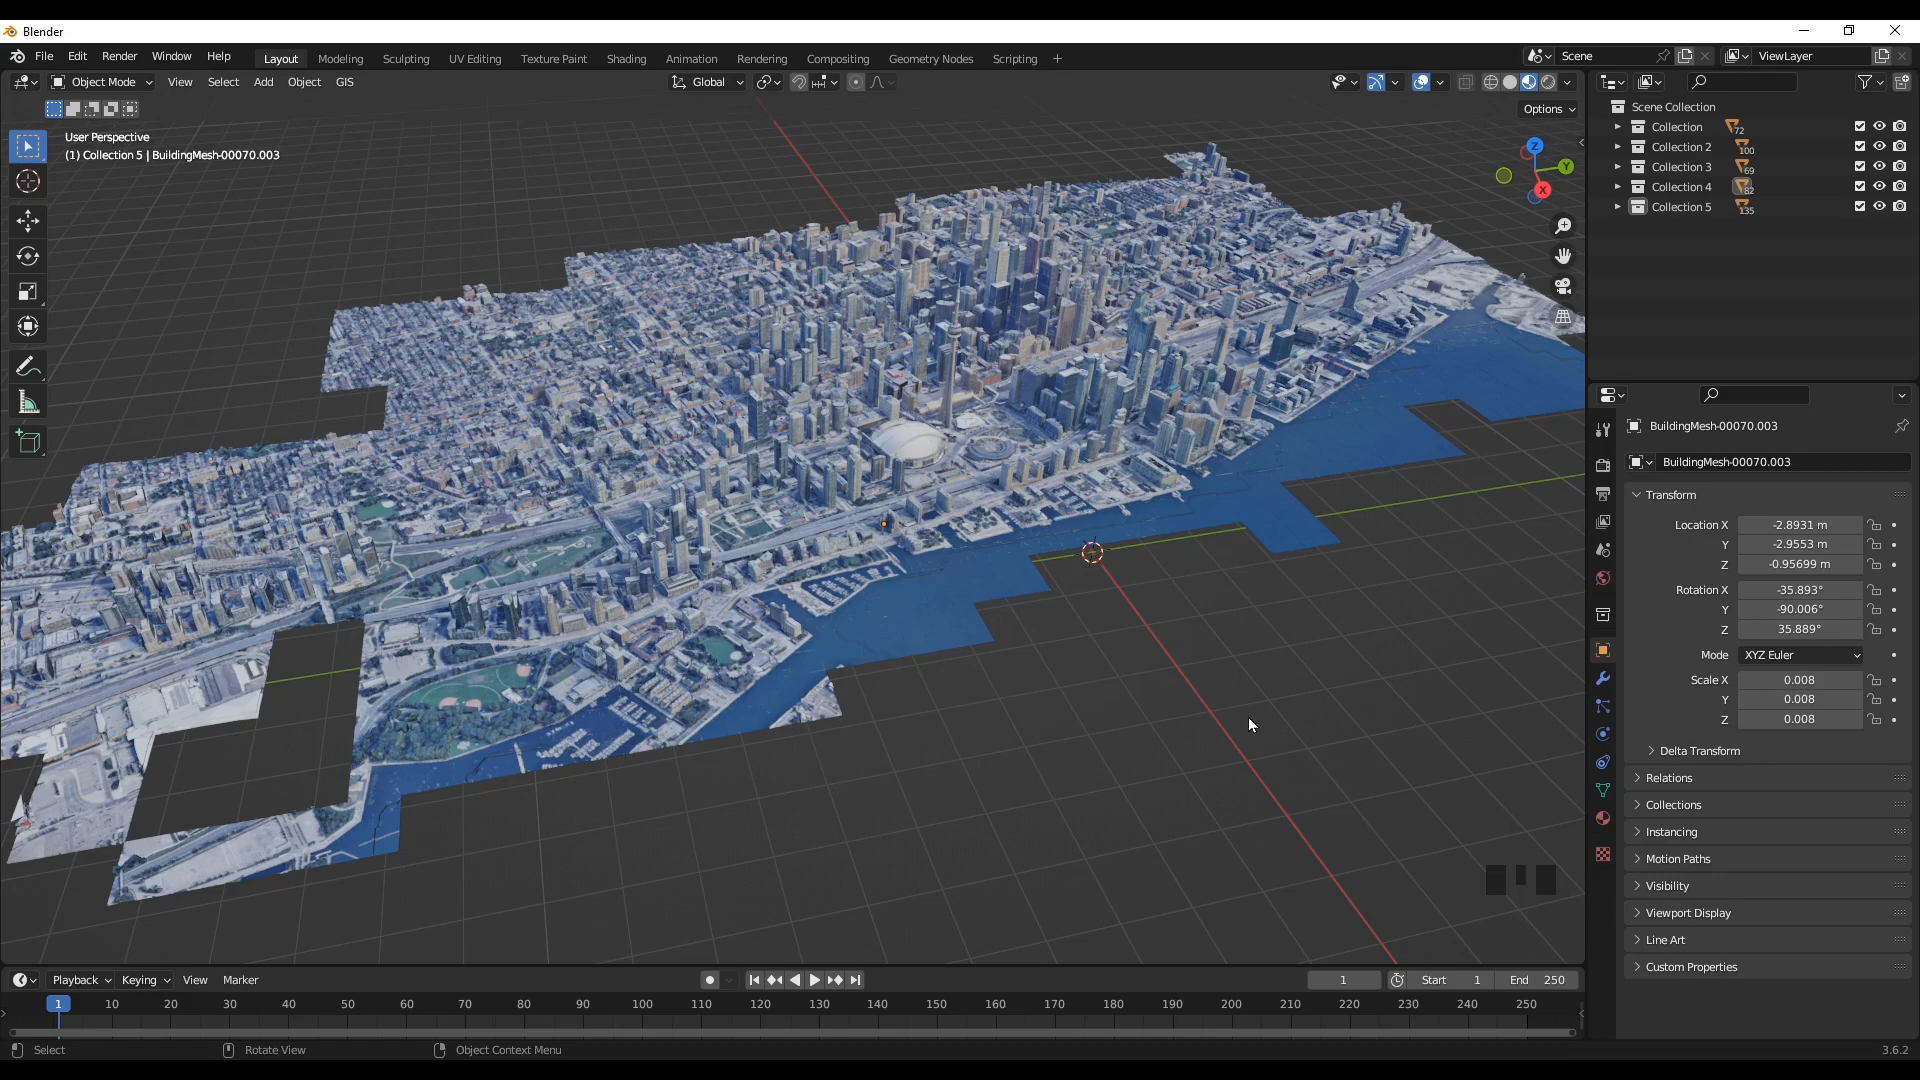 Blender
File Edit Render Window Help Layout Modeling Sculpting UV Editing Texture Paint Shading Animation Rendering Compositing Geometry Nodes Scripting + Scene ViewLayer
Object Mode View Select Add Object GIS Global
Options
User Perspective
(1) Collection 5 | BuildingMesh-00070.003
Z
Y
X
Scene Collection
Collection 72
Collection 2 100
Collection 3 69
Collection 4 82
Collection 5 135
BuildingMesh-00070.003
BuildingMesh-00070.003
Transform
Location X -2.8931 m
Y -2.9553 m
Z -0.95699 m
Rotation X -35.893°
Y -90.006°
Z 35.889°
Mode XYZ Euler
Scale X 0.008
Y 0.008
Z 0.008
Delta Transform
Relations
Collections
Instancing
Motion Paths
Visibility
Viewport Display
Line Art
Custom Properties
Playback Keying View Marker 1 Start 1 End 250
1 10 20 30 40 50 60 70 80 90 100 110 120 130 140 150 160 170 180 190 200 210 220 230 240 250
Select Rotate View Object Context Menu 3.6.2